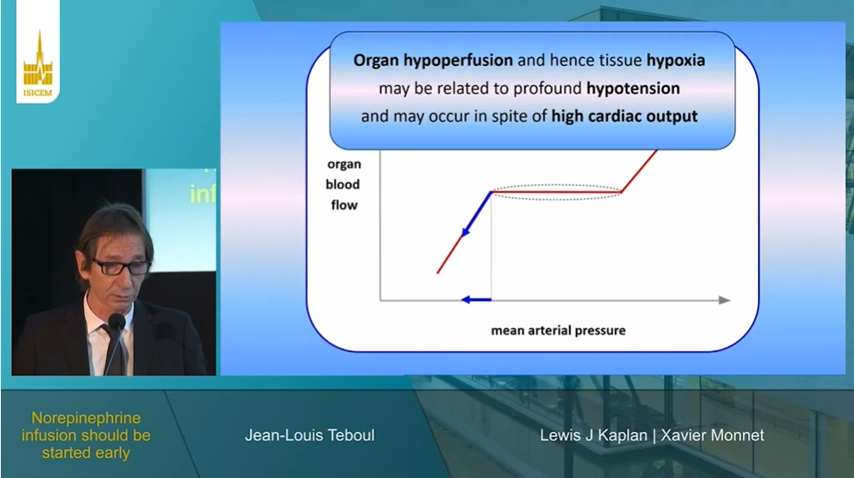 ISICEM
Organ hypoperfusion and hence tissue hypoxia
may be related to profound hypotension
and may occur in spite of high cardiac output
organ
blood
flow
mean arterial pressure
Norepinephrine
infusion should be
started early
Jean-Louis Teboul
Lewis J Kaplan | Xavier Monnet